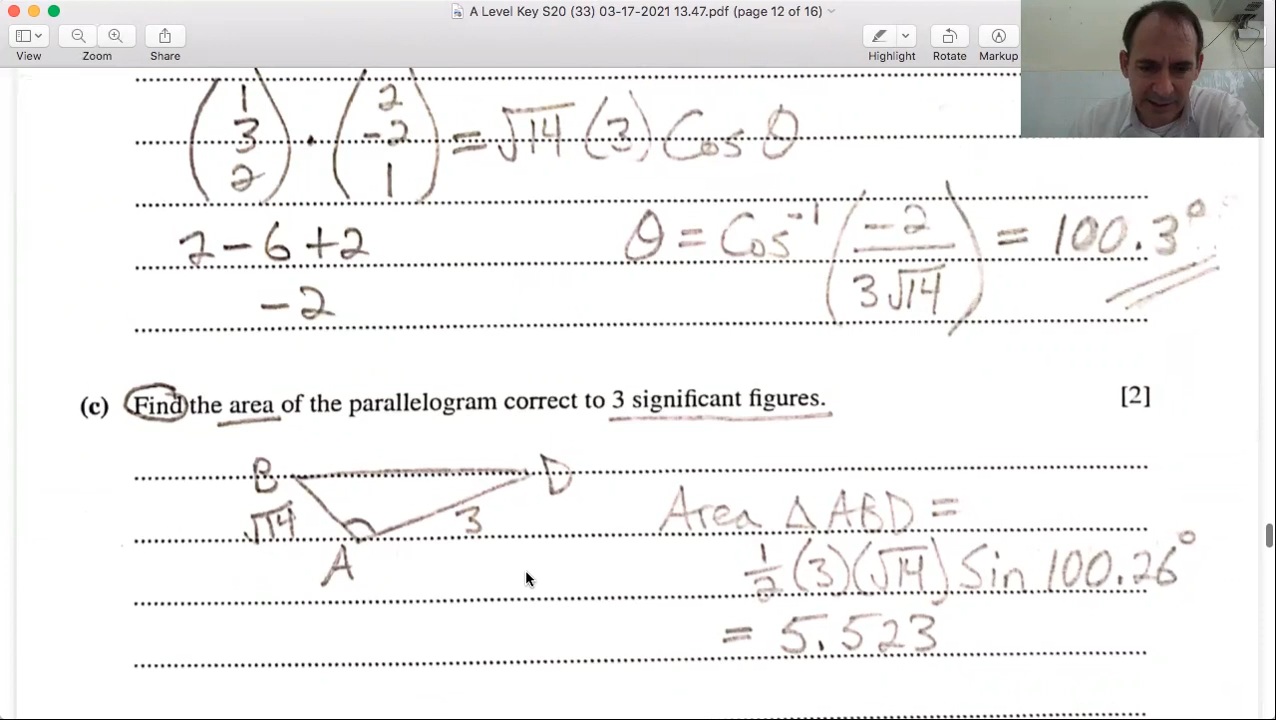 A Level Key S20 (33) 03-17-2021 13.47.pdf (page 12 of 16)
View Zoom Share Highlight Rotate Markup
(1 3 2) · (2 -2 1) = √14 (3) Cos θ
2 - 6 + 2
-2
θ = Cos⁻¹ (-2 / 3√14) = 100.3°
(c) Find the area of the parallelogram correct to 3 significant figures. [2]
B D
√14 3
A
Area Δ ABD =
1/2 (3)(√14) Sin 100.26°
= 5.523